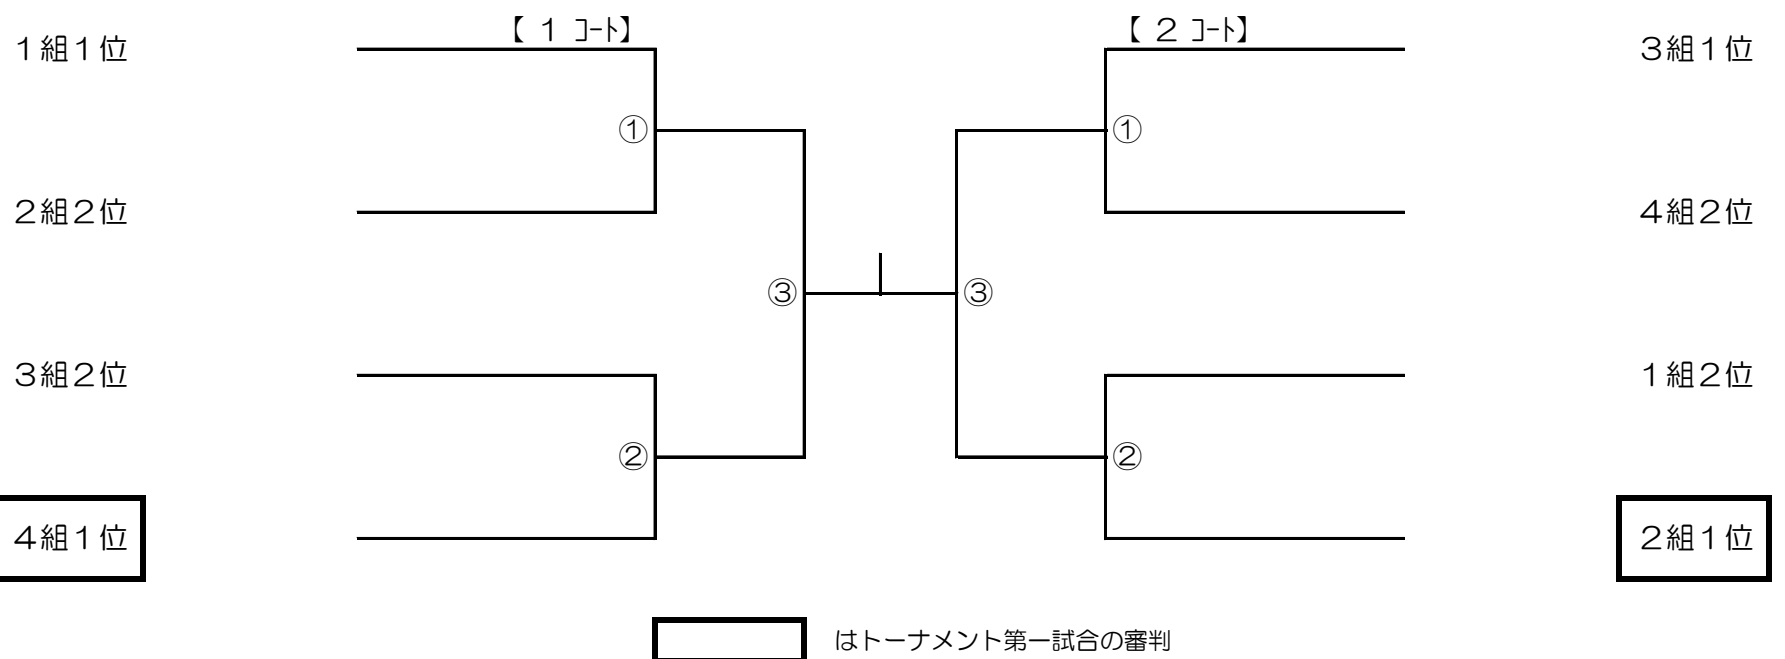 【 1 ｺｰﾄ】
【 2 ｺｰﾄ】
１組１位
３組１位
①
①
２組２位
４組２位
③
③
３組２位
１組２位
②
②
４組１位
２組１位
はトーナメント第一試合の審判